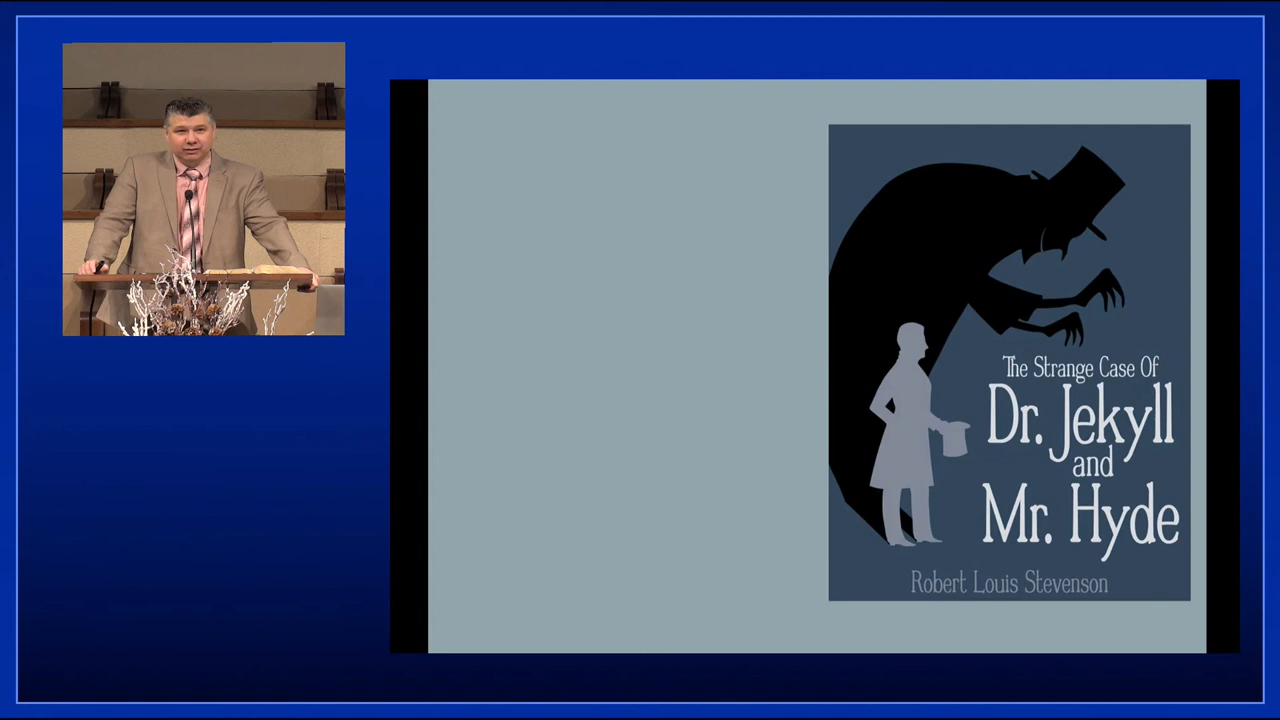 The Strange Case Of
Dr. Jekyll
and
Mr. Hyde
Robert Louis Stevenson